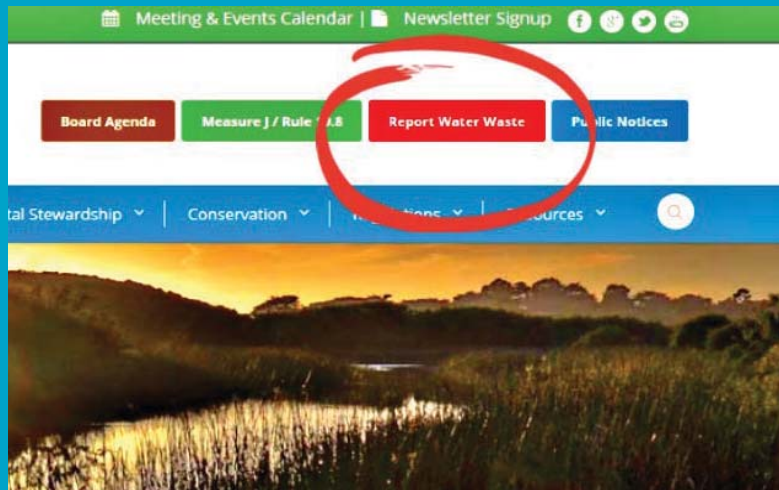 Meeting & Events Calendar | Newsletter Signup
Board Agenda Measure J / Rule Report Water Waste Public Notices
Stewardship Conservation